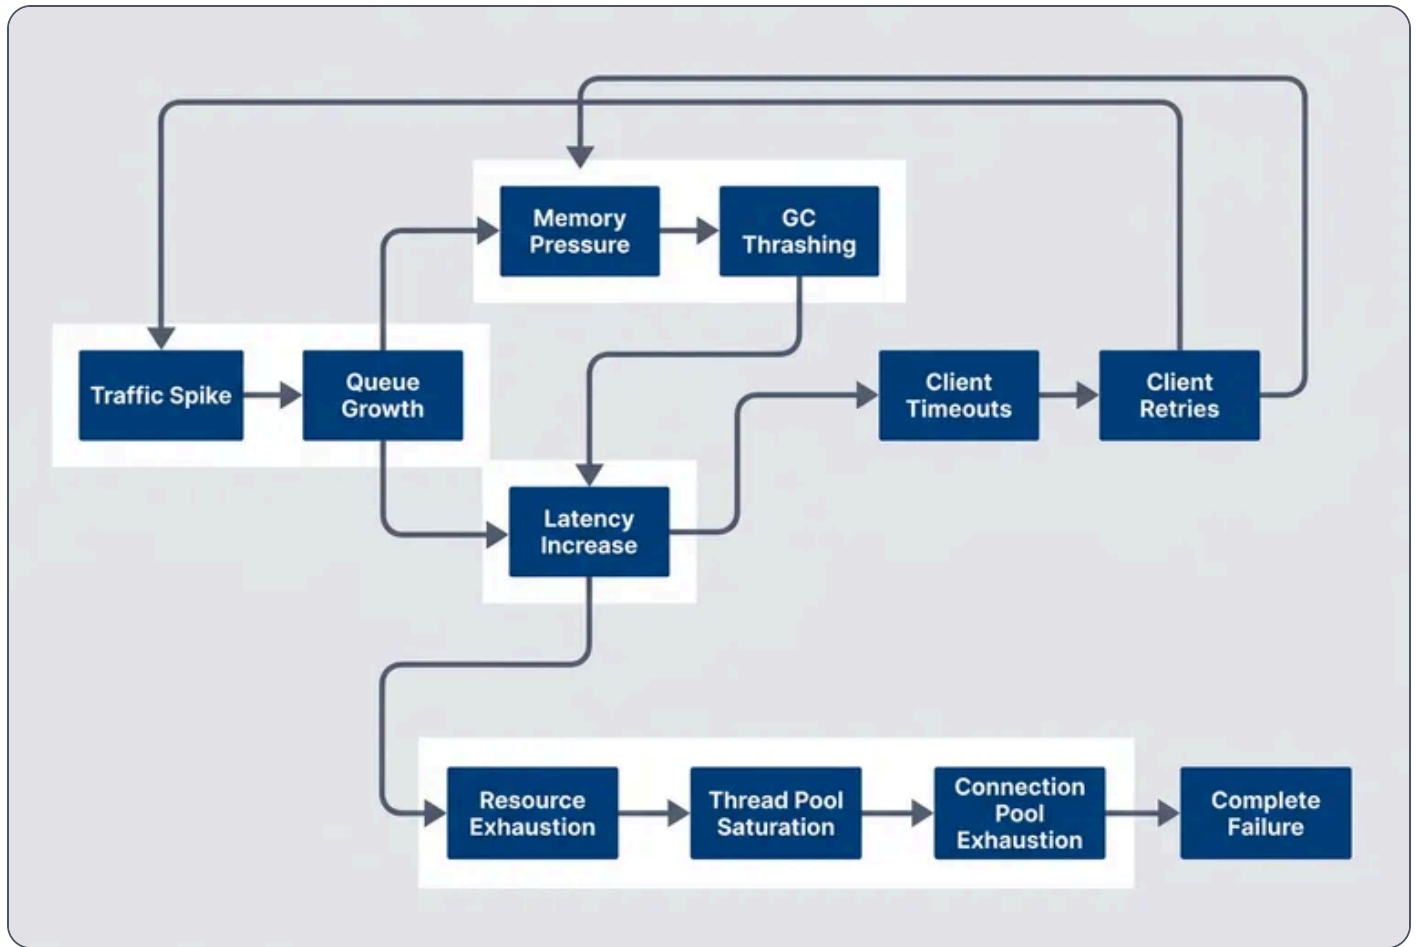 Memory
Pressure
GC
Thrashing
Traffic Spike
Queue
Growth
Client
Timeouts
Client
Retries
Latency
Increase
Resource
Exhaustion
Thread Pool
Saturation
Connection
Pool
Exhaustion
Complete
Failure